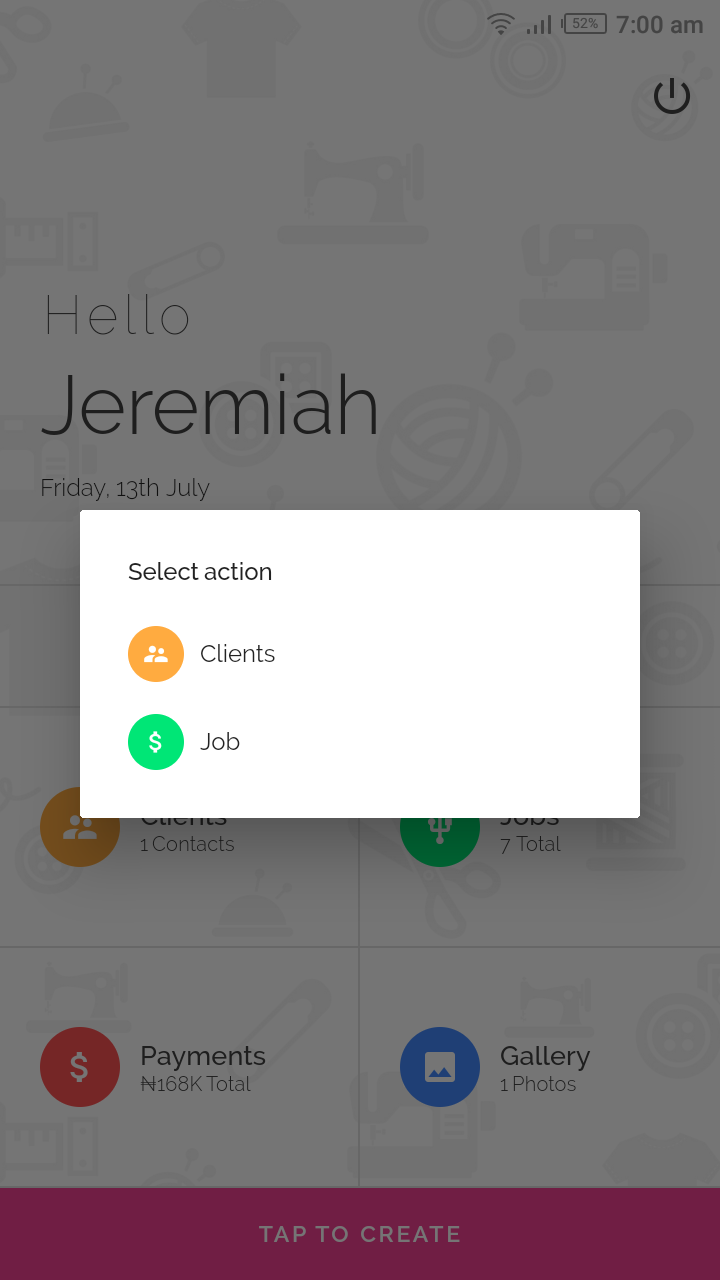 52%
7:00 am
Hello
Jeremiah
Friday, 13th July
Select action
Clients
Job
Clients
1 Contacts
Jobs
7 Total
Payments
₦168K Total
Gallery
1 Photos
TAP TO CREATE